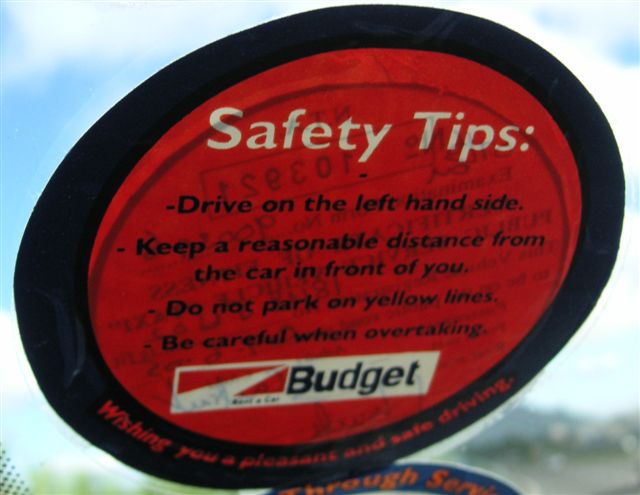 Safety Tips:
-
-Drive on the left hand side.
- Keep a reasonable distance from
the car in front of you.
- Do not park on yellow lines.
- Be careful when overtaking.
Budget
Rent a Car
Wishing you a pleasant and safe driving.
Through Servi
103921